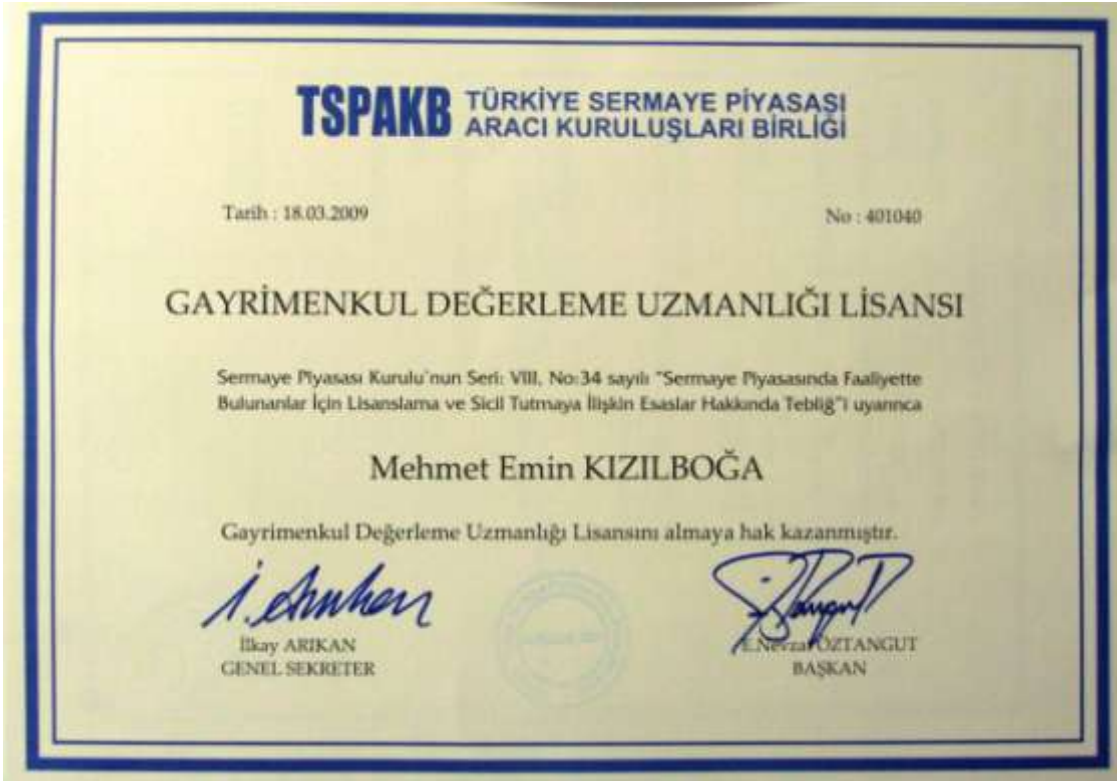 TSPAKB TÜRKİYE SERMAYE PİYASASI
ARACI KURULUŞLARI BİRLİĞİ
Tarih : 18.03.2009 No : 401040
GAYRİMENKUL DEĞERLEME UZMANLIĞI LİSANSI
Sermaye Piyasası Kurulu'nun Seri: VIII, No:34 sayılı "Sermaye Piyasasında Faaliyette
Bulunanlar İçin Lisanslama ve Sicil Tutmaya İlişkin Esaslar Hakkında Tebliğ"i uyarınca
Mehmet Emin KIZILBOĞA
Gayrimenkul Değerleme Uzmanlığı Lisansını almaya hak kazanmıştır.
İlkay ARIKAN E.Nevzat ÖZTANGUT
GENEL SEKRETER BAŞKAN